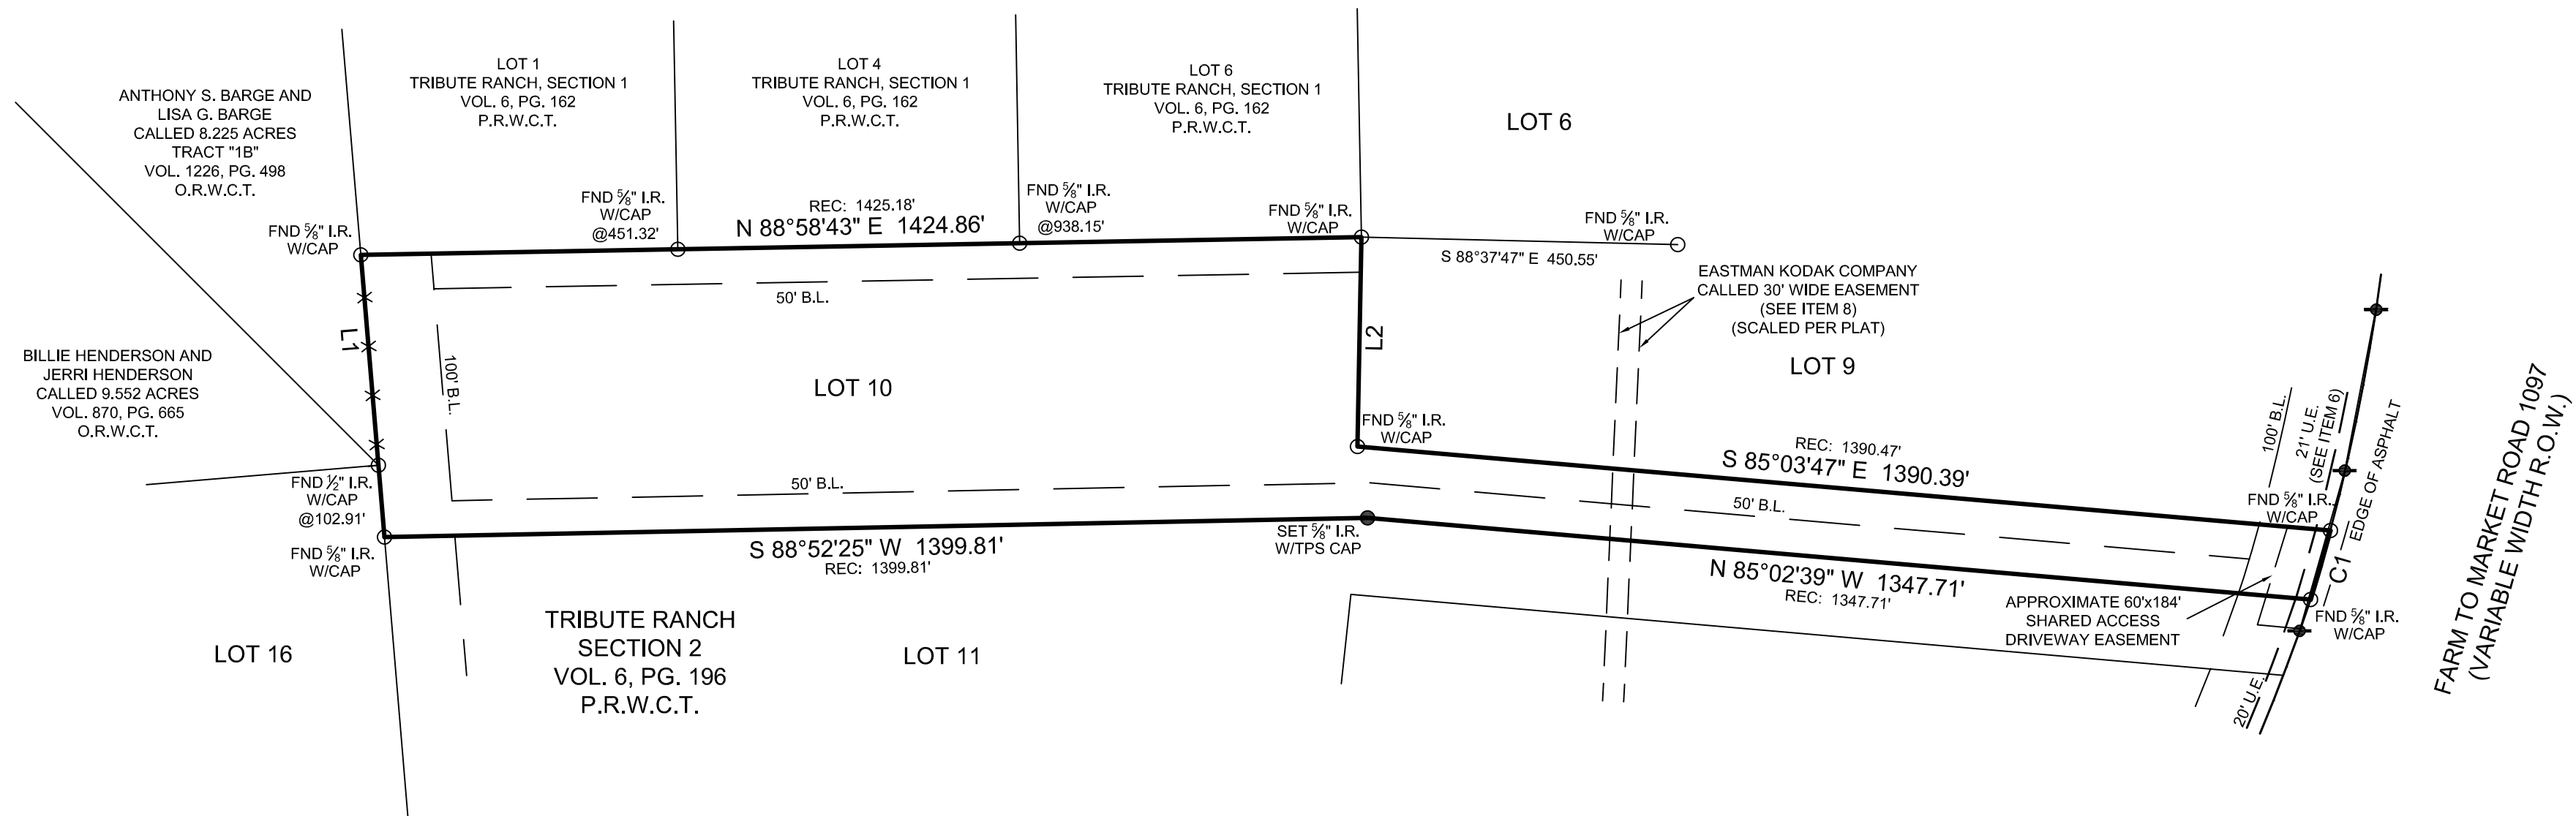 ANTHONY S. BARGE AND
LISA G. BARGE
CALLED 8.225 ACRES
TRACT "1B"
VOL. 1226, PG. 498
O.R.W.C.T.
LOT 1
TRIBUTE RANCH, SECTION 1
VOL. 6, PG. 162
P.R.W.C.T.
LOT 4
TRIBUTE RANCH, SECTION 1
VOL. 6, PG. 162
P.R.W.C.T.
LOT 6
TRIBUTE RANCH, SECTION 1
VOL. 6, PG. 162
P.R.W.C.T.
LOT 6
FND ⅝" I.R.
W/CAP
FND ⅝" I.R.
W/CAP
@451.32'
REC: 1425.18'
N 88°58'43" E 1424.86'
FND ⅝" I.R.
W/CAP
@938.15'
FND ⅝" I.R.
W/CAP
FND ⅝" I.R.
W/CAP
S 88°37'47" E 450.55'
EASTMAN KODAK COMPANY
CALLED 30' WIDE EASEMENT
(SEE ITEM 8)
(SCALED PER PLAT)
50' B.L.
L1
L2
100' B.L.
LOT 10
LOT 9
BILLIE HENDERSON AND
JERRI HENDERSON
CALLED 9.552 ACRES
VOL. 870, PG. 665
O.R.W.C.T.
FND ½" I.R.
W/CAP
@102.91'
FND ⅝" I.R.
W/CAP
50' B.L.
FND ⅝" I.R.
W/CAP
REC: 1390.47'
S 85°03'47" E 1390.39'
50' B.L.
100' B.L.
21' U.E.
(SEE ITEM 6)
EDGE OF ASPHALT
FND ⅝" I.R.
W/CAP
C1
FARM TO MARKET ROAD 1097
(VARIABLE WIDTH R.O.W.)
S 88°52'25" W 1399.81'
REC: 1399.81'
SET ⅝" I.R.
W/TPS CAP
N 85°02'39" W 1347.71'
REC: 1347.71'
APPROXIMATE 60'x184'
SHARED ACCESS
DRIVEWAY EASEMENT
FND ⅝" I.R.
W/CAP
20' U.E.
LOT 16
TRIBUTE RANCH
SECTION 2
VOL. 6, PG. 196
P.R.W.C.T.
LOT 11